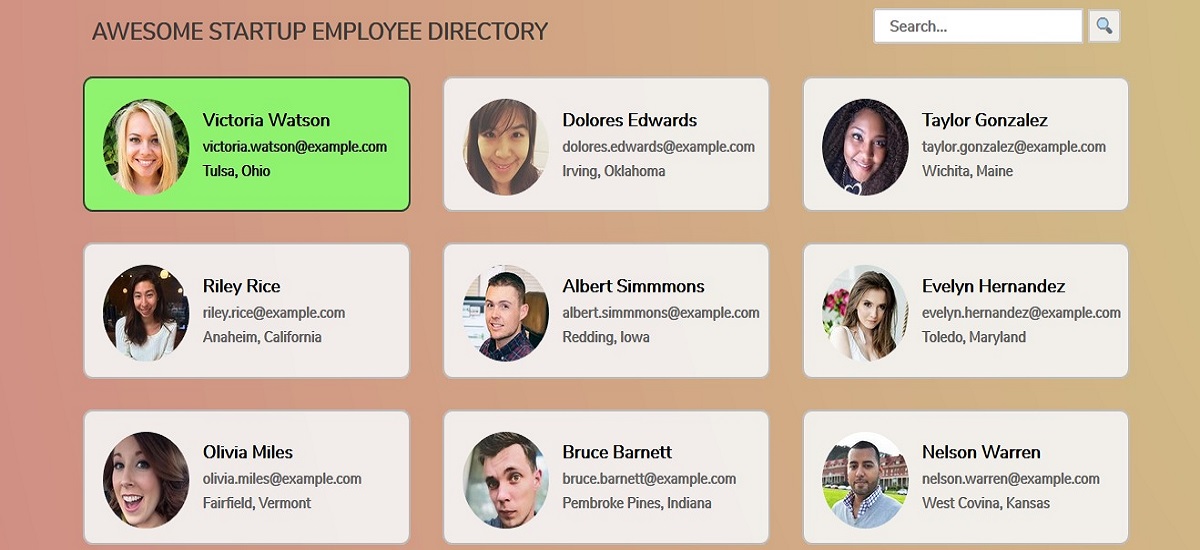 AWESOME STARTUP EMPLOYEE DIRECTORY
Search...
Victoria Watson
victoria.watson@example.com
Tulsa, Ohio
Dolores Edwards
dolores.edwards@example.com
Irving, Oklahoma
Taylor Gonzalez
taylor.gonzalez@example.com
Wichita, Maine
Riley Rice
riley.rice@example.com
Anaheim, California
Albert Simmmons
albert.simmmons@example.com
Redding, Iowa
Evelyn Hernandez
evelyn.hernandez@example.com
Toledo, Maryland
Olivia Miles
olivia.miles@example.com
Fairfield, Vermont
Bruce Barnett
bruce.barnett@example.com
Pembroke Pines, Indiana
Nelson Warren
nelson.warren@example.com
West Covina, Kansas